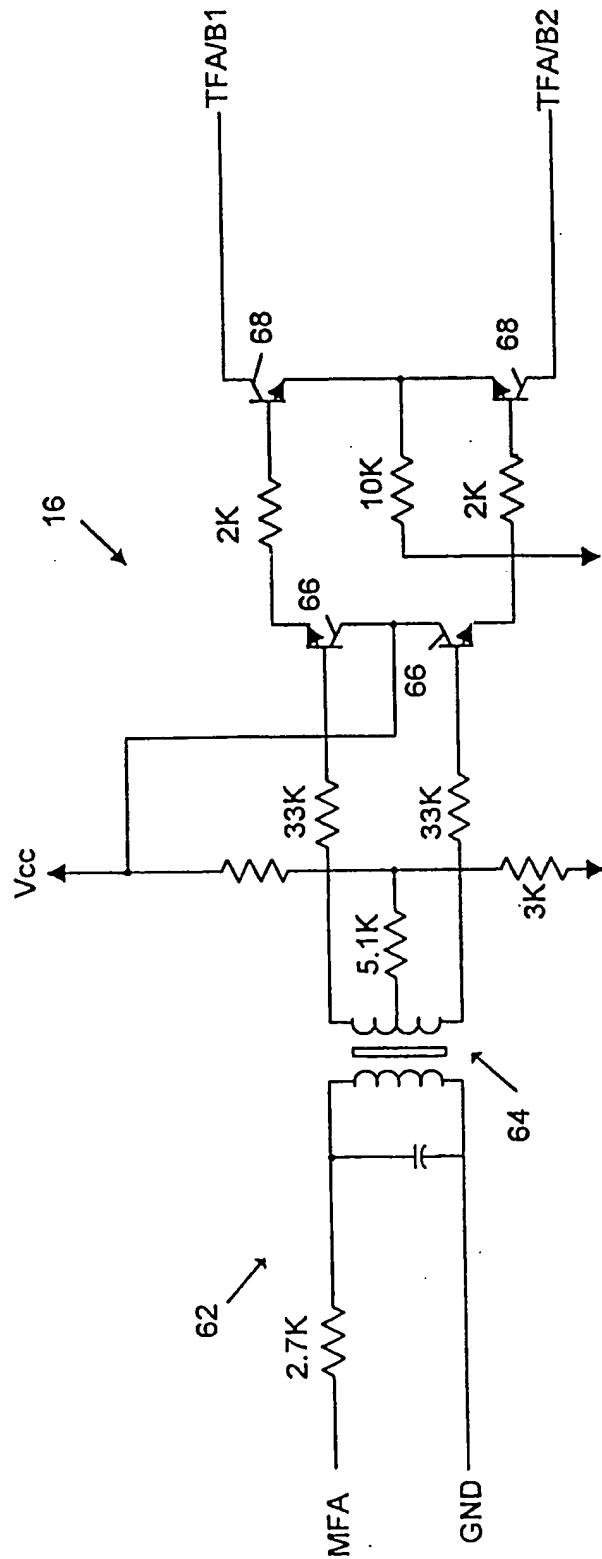 16
TFA/B1
68
2K
66
Vcc
33K
10K
66
2K
68
TFA/B2
5.1K
33K
3K
64
62
2.7K
MFA
GND